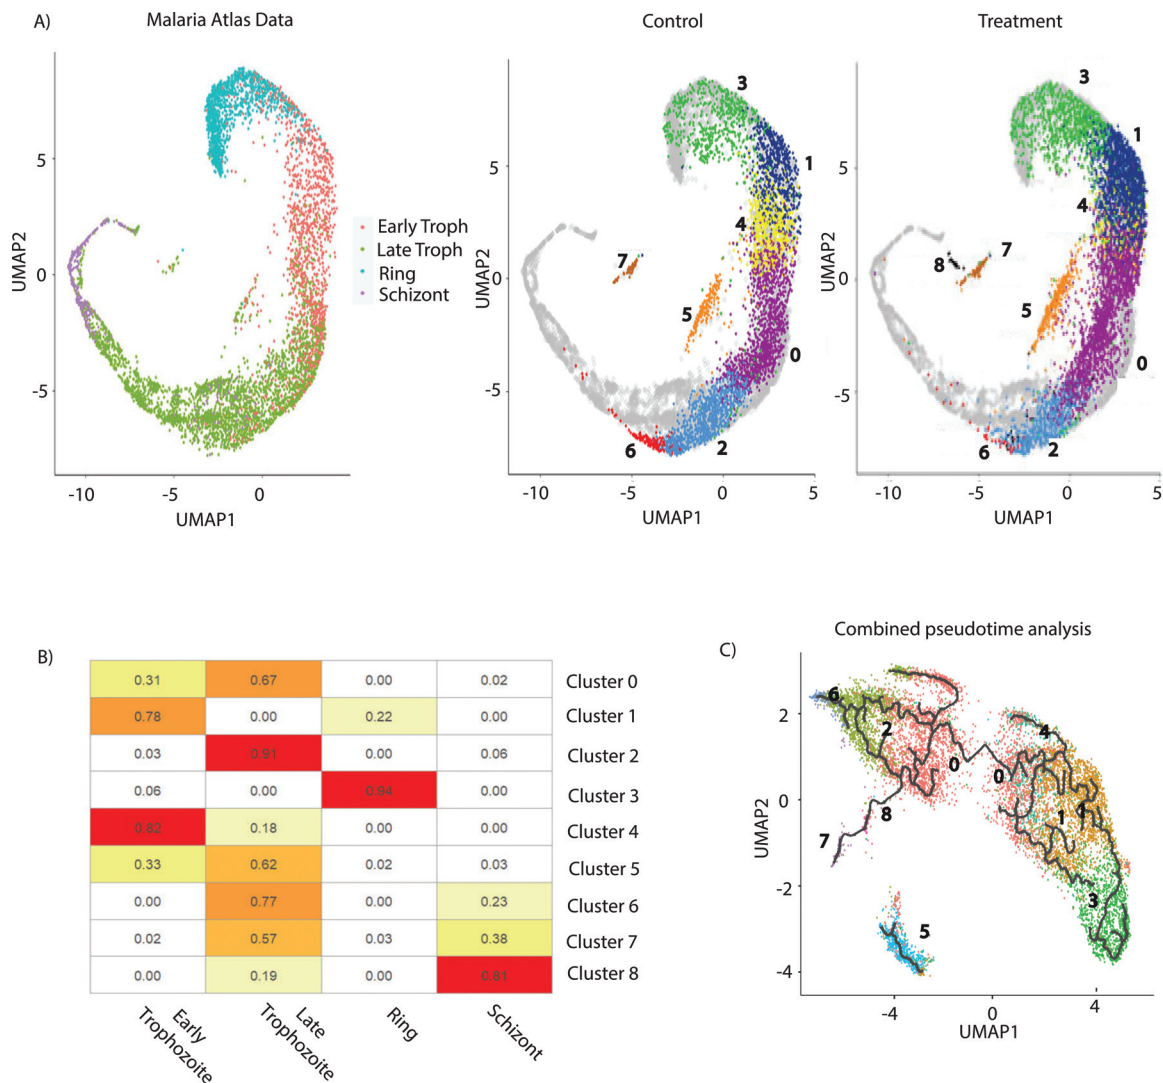 A)
Malaria Atlas Data
Control
Treatment
UMAP2
5
0
-5
-10
-5
0
UMAP1
Early Troph
Late Troph
Ring
Schizont
UMAP2
5
0
-5
-10
-5
0
5
UMAP1
3
1
4
7
5
0
6
2
UMAP2
5
0
-5
-10
-5
0
5
UMAP1
3
1
4
7
8
5
0
6
2
B)
0.31 0.67 0.00 0.02 Cluster 0
0.78 0.00 0.22 0.00 Cluster 1
0.03 0.91 0.00 0.06 Cluster 2
0.06 0.00 0.94 0.00 Cluster 3
0.82 0.18 0.00 0.00 Cluster 4
0.33 0.62 0.02 0.03 Cluster 5
0.00 0.77 0.00 0.23 Cluster 6
0.02 0.57 0.03 0.38 Cluster 7
0.00 0.19 0.00 0.81 Cluster 8
Early
Trophozoite
Late
Trophozoite
Ring
Schizont
Combined pseudotime analysis
C)
UMAP2
2
0
-2
-4
-4
0
4
UMAP1
6
2
4
0
0
8
1
1
7
3
5